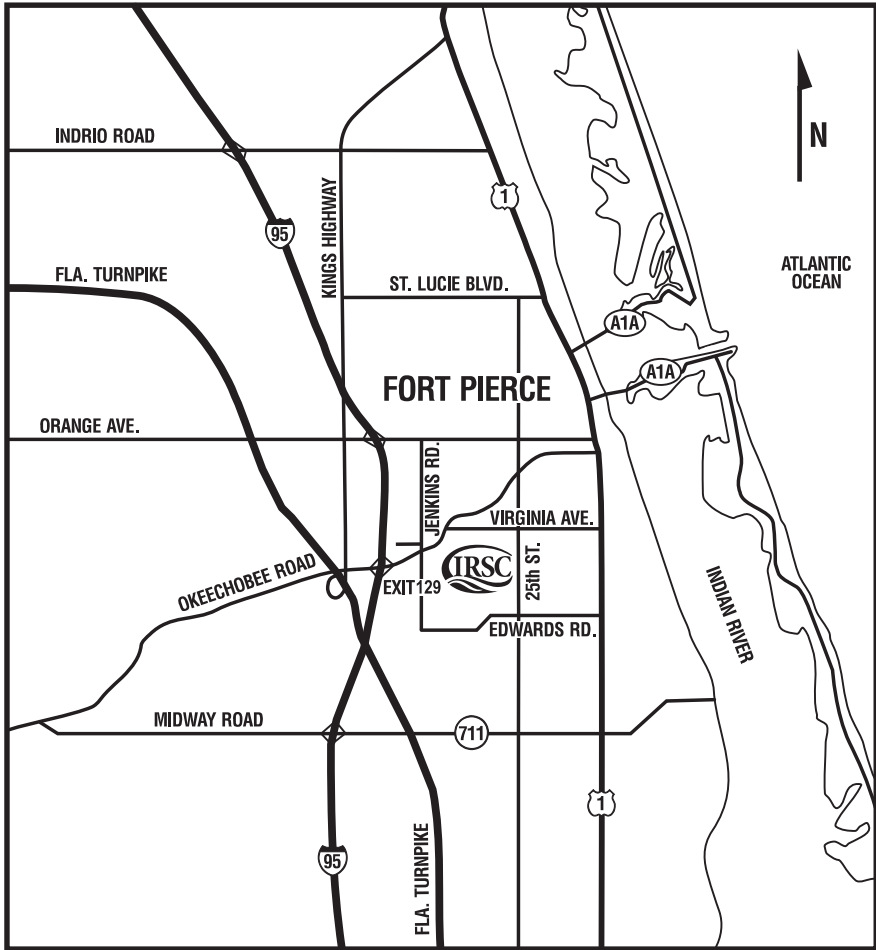 INDRIO ROAD
N
1
KINGS HIGHWAY
95
ATLANTIC
OCEAN
FLA. TURNPIKE
ST. LUCIE BLVD.
A1A
A1A
FORT PIERCE
ORANGE AVE.
JENKINS RD.
VIRGINIA AVE.
IRSC
25th ST.
OKEECHOBEE ROAD
EXIT 129
INDIAN RIVER
EDWARDS RD.
MIDWAY ROAD
711
1
FLA. TURNPIKE
95